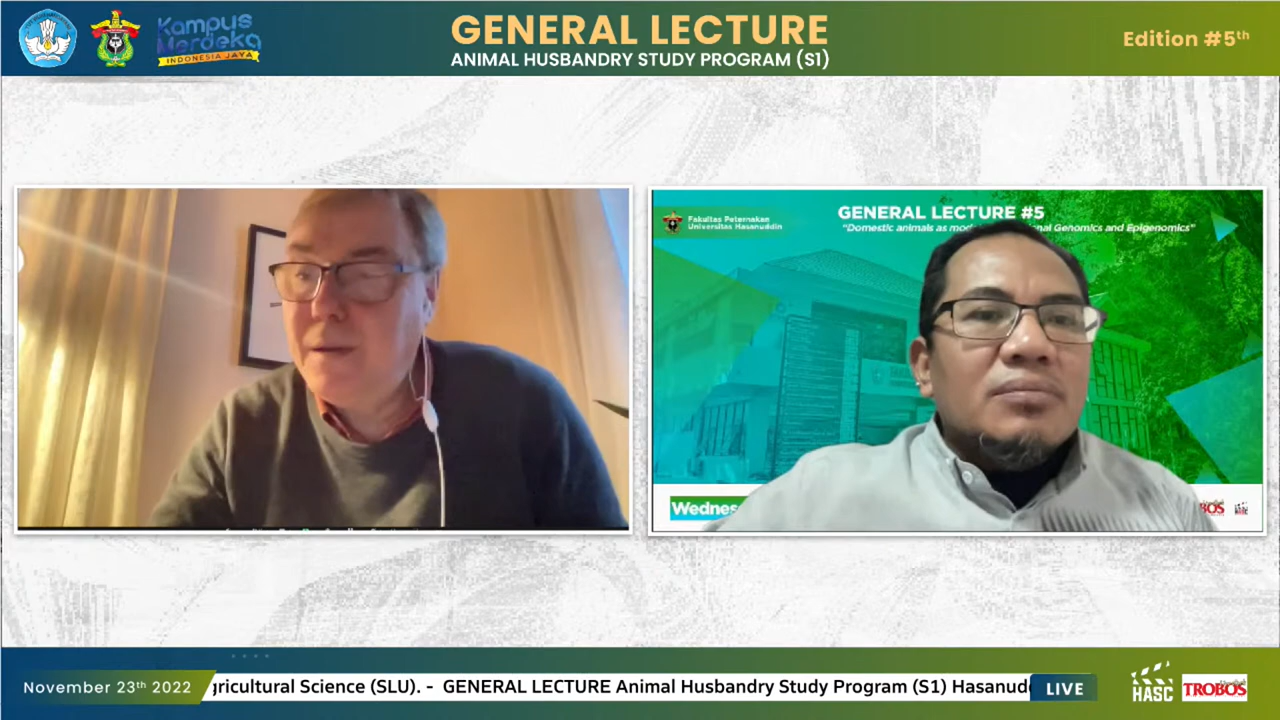 Kampus
Merdeka
INDONESIA JAYA
GENERAL LECTURE
ANIMAL HUSBANDRY STUDY PROGRAM (S1)
Edition #5th
Fakultas Peternakan
Universitas Hasanuddin
GENERAL LECTURE #5
"Domestic animals as mod nal Genomics and Epigenomics"
Wednes
November 23th 2022
gricultural Science (SLU). - GENERAL LECTURE Animal Husbandry Study Program (S1) Hasanud
LIVE
HASC
TROBOS